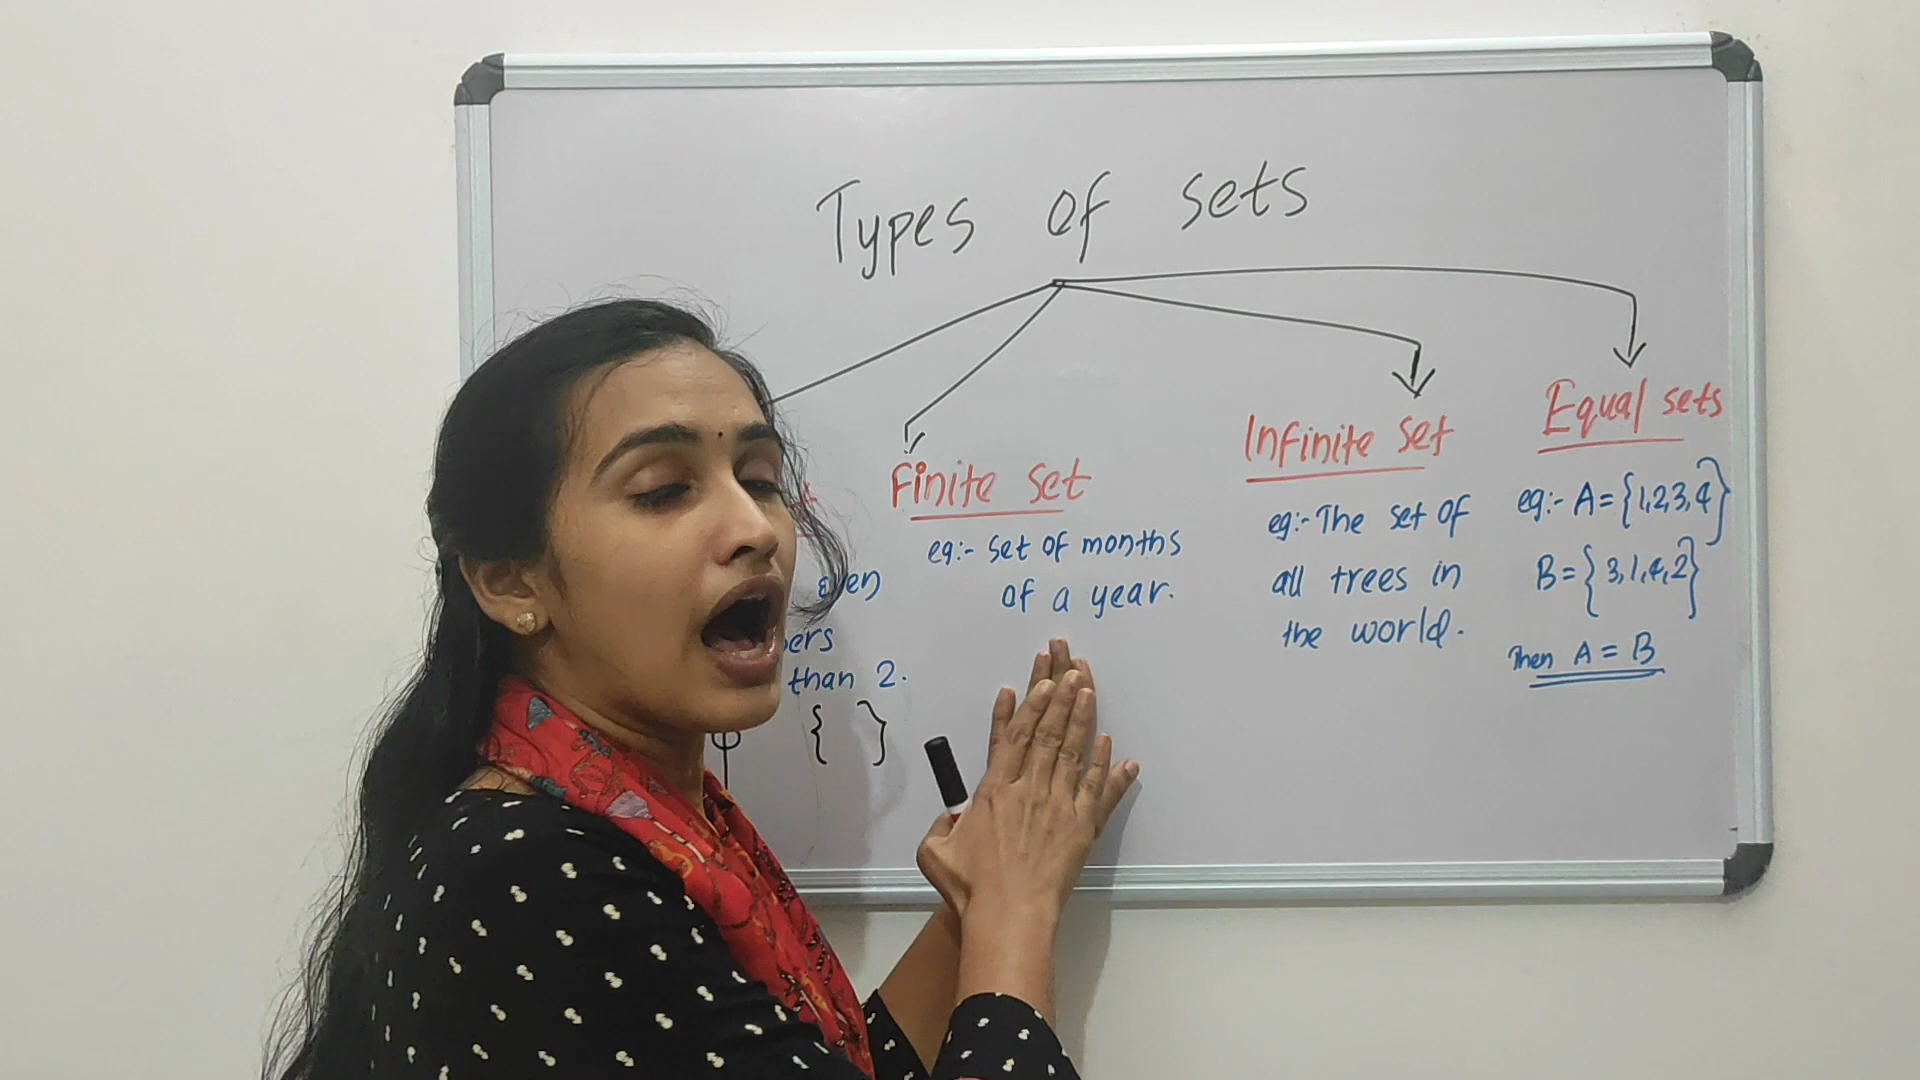 Types of sets
even
than 2.
{ }
Finite set
eg:- set of months
of a year.
Infinite set
eg:- The set of
all trees in
the world.
Equal sets
eg:- A = {1,2,3,4}
B = {3,1,4,2}
Then A = B